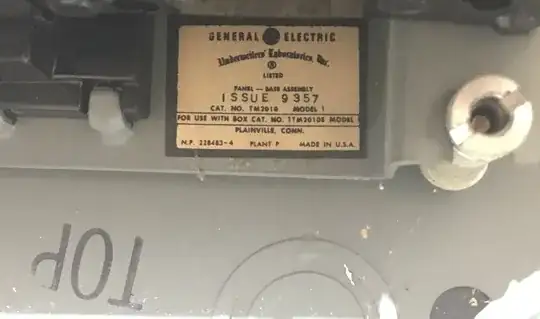 GENERAL ELECTRIC
Underwriters' Laboratories, Inc.
®
LISTED
PANEL - BASE ASSEMBLY
ISSUE 9357
CAT. NO. TM2010 MODEL 1
FOR USE WITH BOX CAT. NO. TTM2010S MODEL 1
PLAINVILLE, CONN.
N.P. 228483-4 PLANT P MADE IN U.S.A.
TOP